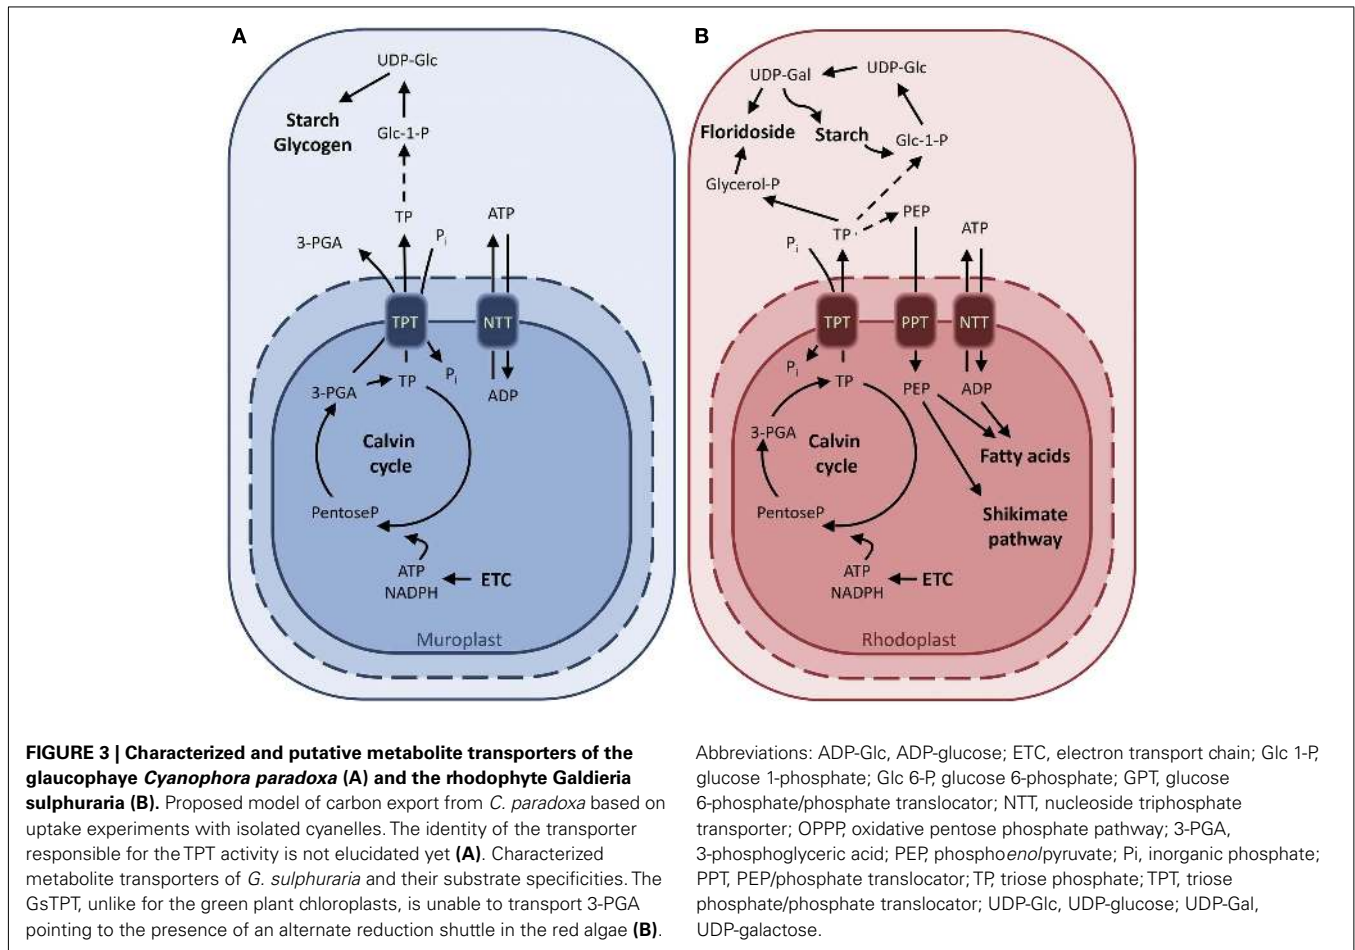 A
UDP-Glc
Starch
Glycogen
Glc-1-P
TP
ATP
3-PGA
Pi
TPT
NTT
3-PGA
TP
Pi
ADP
Calvin
cycle
PentoseP
ATP
NADPH
ETC
Muroplast
B
UDP-Gal
UDP-Glc
Floridoside
Starch
Glc-1-P
Glycerol-P
PEP
Pi
TP
ATP
TPT
PPT
NTT
Pi
TP
PEP
ADP
3-PGA
Calvin
cycle
Fatty acids
PentoseP
Shikimate
pathway
ATP
NADPH
ETC
Rhodoplast
FIGURE 3 | Characterized and putative metabolite transporters of the
glaucophaye Cyanophora paradoxa (A) and the rhodophyte Galdieria
sulphuraria (B). Proposed model of carbon export from C. paradoxa based on
uptake experiments with isolated cyanelles. The identity of the transporter
responsible for the TPT activity is not elucidated yet (A). Characterized
metabolite transporters of G. sulphuraria and their substrate specificities. The
GsTPT, unlike for the green plant chloroplasts, is unable to transport 3-PGA
pointing to the presence of an alternate reduction shuttle in the red algae (B).
Abbreviations: ADP-Glc, ADP-glucose; ETC, electron transport chain; Glc 1-P,
glucose 1-phosphate; Glc 6-P, glucose 6-phosphate; GPT, glucose
6-phosphate/phosphate translocator; NTT, nucleoside triphosphate
transporter; OPPP, oxidative pentose phosphate pathway; 3-PGA,
3-phosphoglyceric acid; PEP, phosphoenolpyruvate; Pi, inorganic phosphate;
PPT, PEP/phosphate translocator; TP, triose phosphate; TPT, triose
phosphate/phosphate translocator; UDP-Glc, UDP-glucose; UDP-Gal,
UDP-galactose.